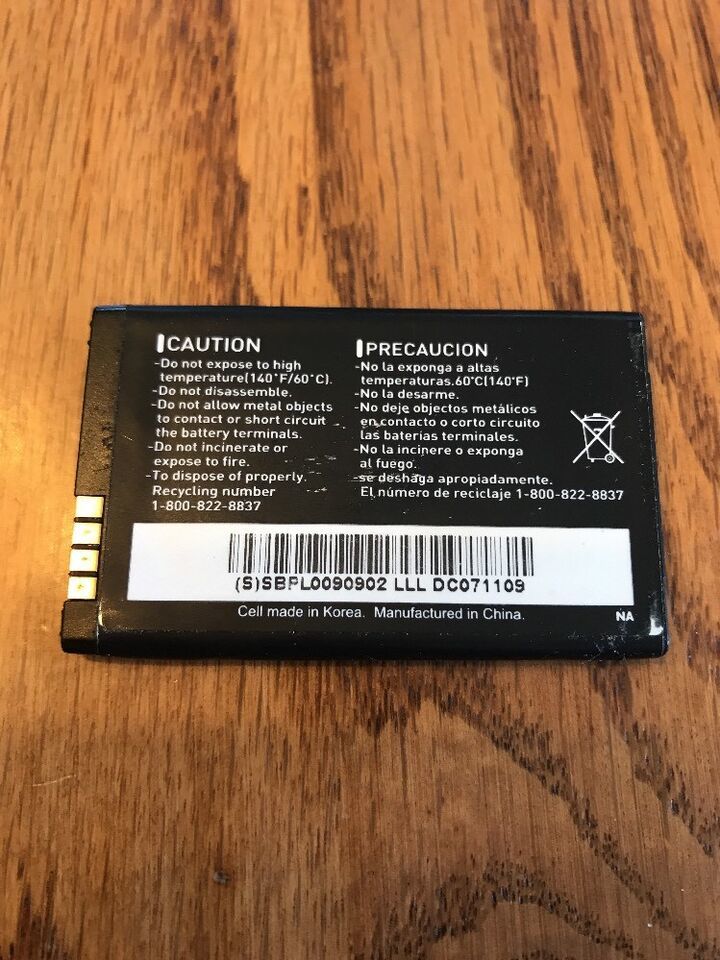 CAUTION
-Do not expose to high
temperature(140°F/60°C).
-Do not disassemble.
-Do not allow metal objects
to contact or short circuit
the battery terminals.
-Do not incinerate or
expose to fire.
-To dispose of properly.
Recycling number
1-800-822-8837
PRECAUCION
-No la exponga a altas
temperaturas.60°C(140°F)
-No la desarme.
-No deje objectos metálicos
en contacto o corto circuito
las baterias terminales.
-No la incinere o exponga
al fuego.
-se deshaga apropiadamente.
El número de reciclaje 1-800-822-8837
(S)SBPL0090902 LLL DC071109
Cell made in Korea. Manufactured in China.
NA